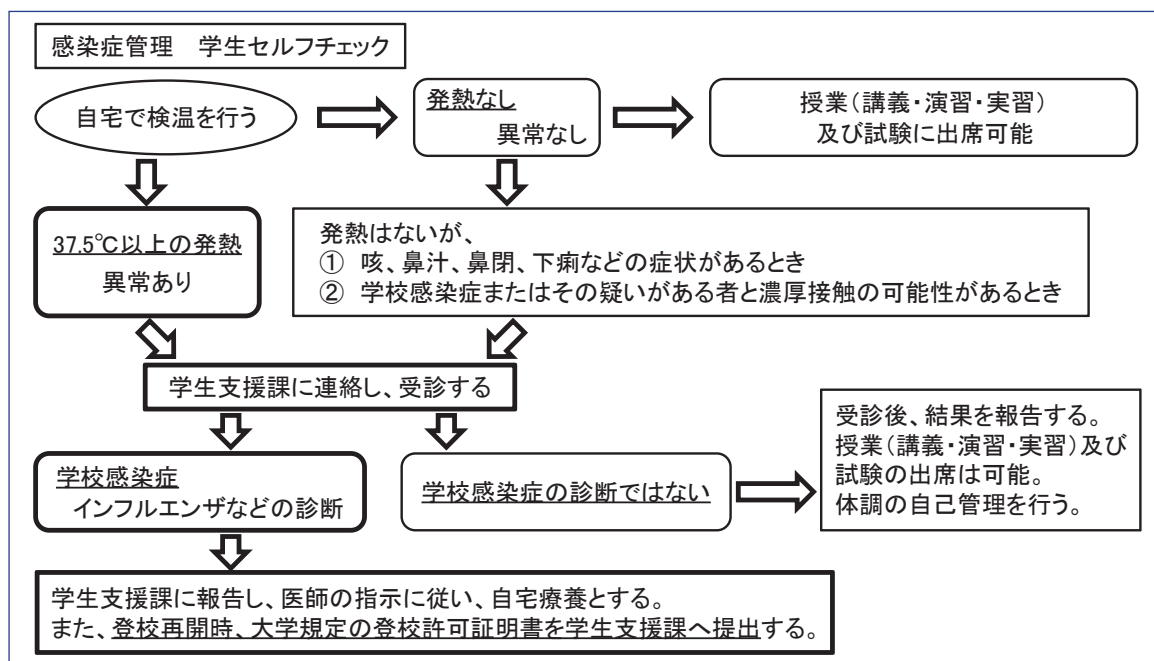 感染症管理　学生セルフチェック
自宅で検温を行う
発熱なし
異常なし
授業（講義・演習・実習）
及び試験に出席可能
37.5℃以上の発熱
異常あり
発熱はないが、
①　咳、鼻汁、鼻閉、下痢などの症状があるとき
②　学校感染症またはその疑いがある者と濃厚接触の可能性があるとき
学生支援課に連絡し、受診する
学校感染症
インフルエンザなどの診断
学校感染症の診断ではない
受診後、結果を報告する。
授業（講義・演習・実習）及び
試験の出席は可能。
体調の自己管理を行う。
学生支援課に報告し、医師の指示に従い、自宅療養とする。
また、登校再開時、大学規定の登校許可証明書を学生支援課へ提出する。